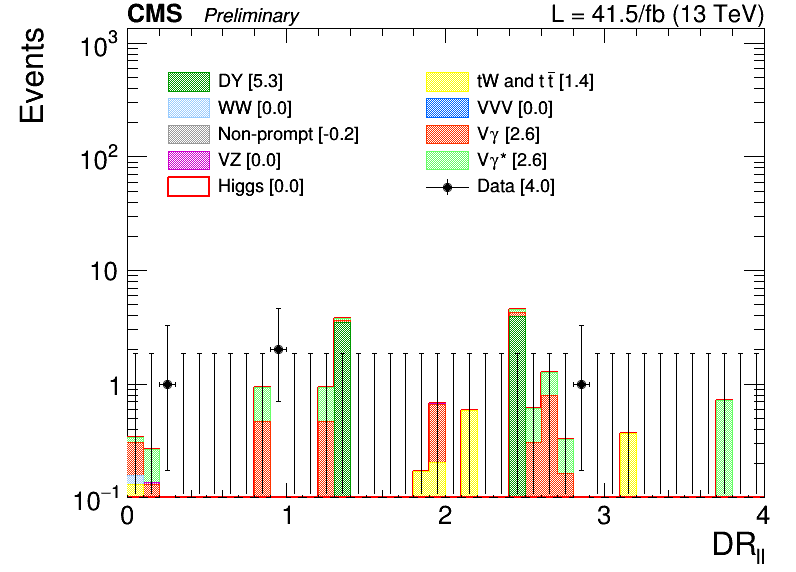 CMS Preliminary L = 41.5/fb (13 TeV)
Events
10³
10²
10
1
10⁻¹
DY [5.3]
WW [0.0]
Non-prompt [-0.2]
VZ [0.0]
Higgs [0.0]
tW and tt̅ [1.4]
VVV [0.0]
Vγ [2.6]
Vγ* [2.6]
Data [4.0]
0 1 2 3 4
DR_ll